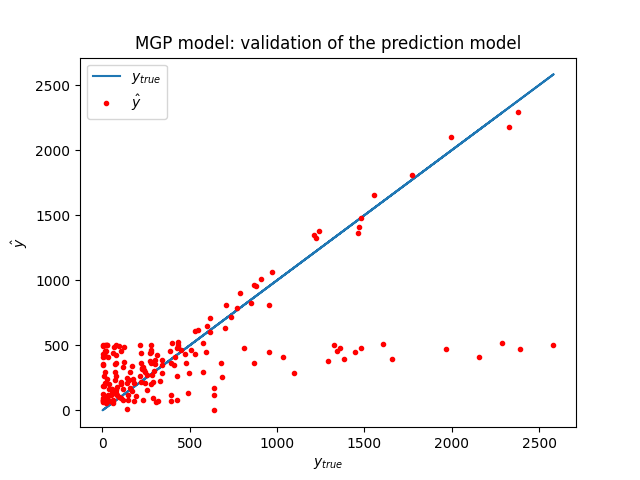 MGP model: validation of the prediction model
y_true
ŷ
2500
2000
1500
1000
500
0
ŷ
0 500 1000 1500 2000 2500
y_true